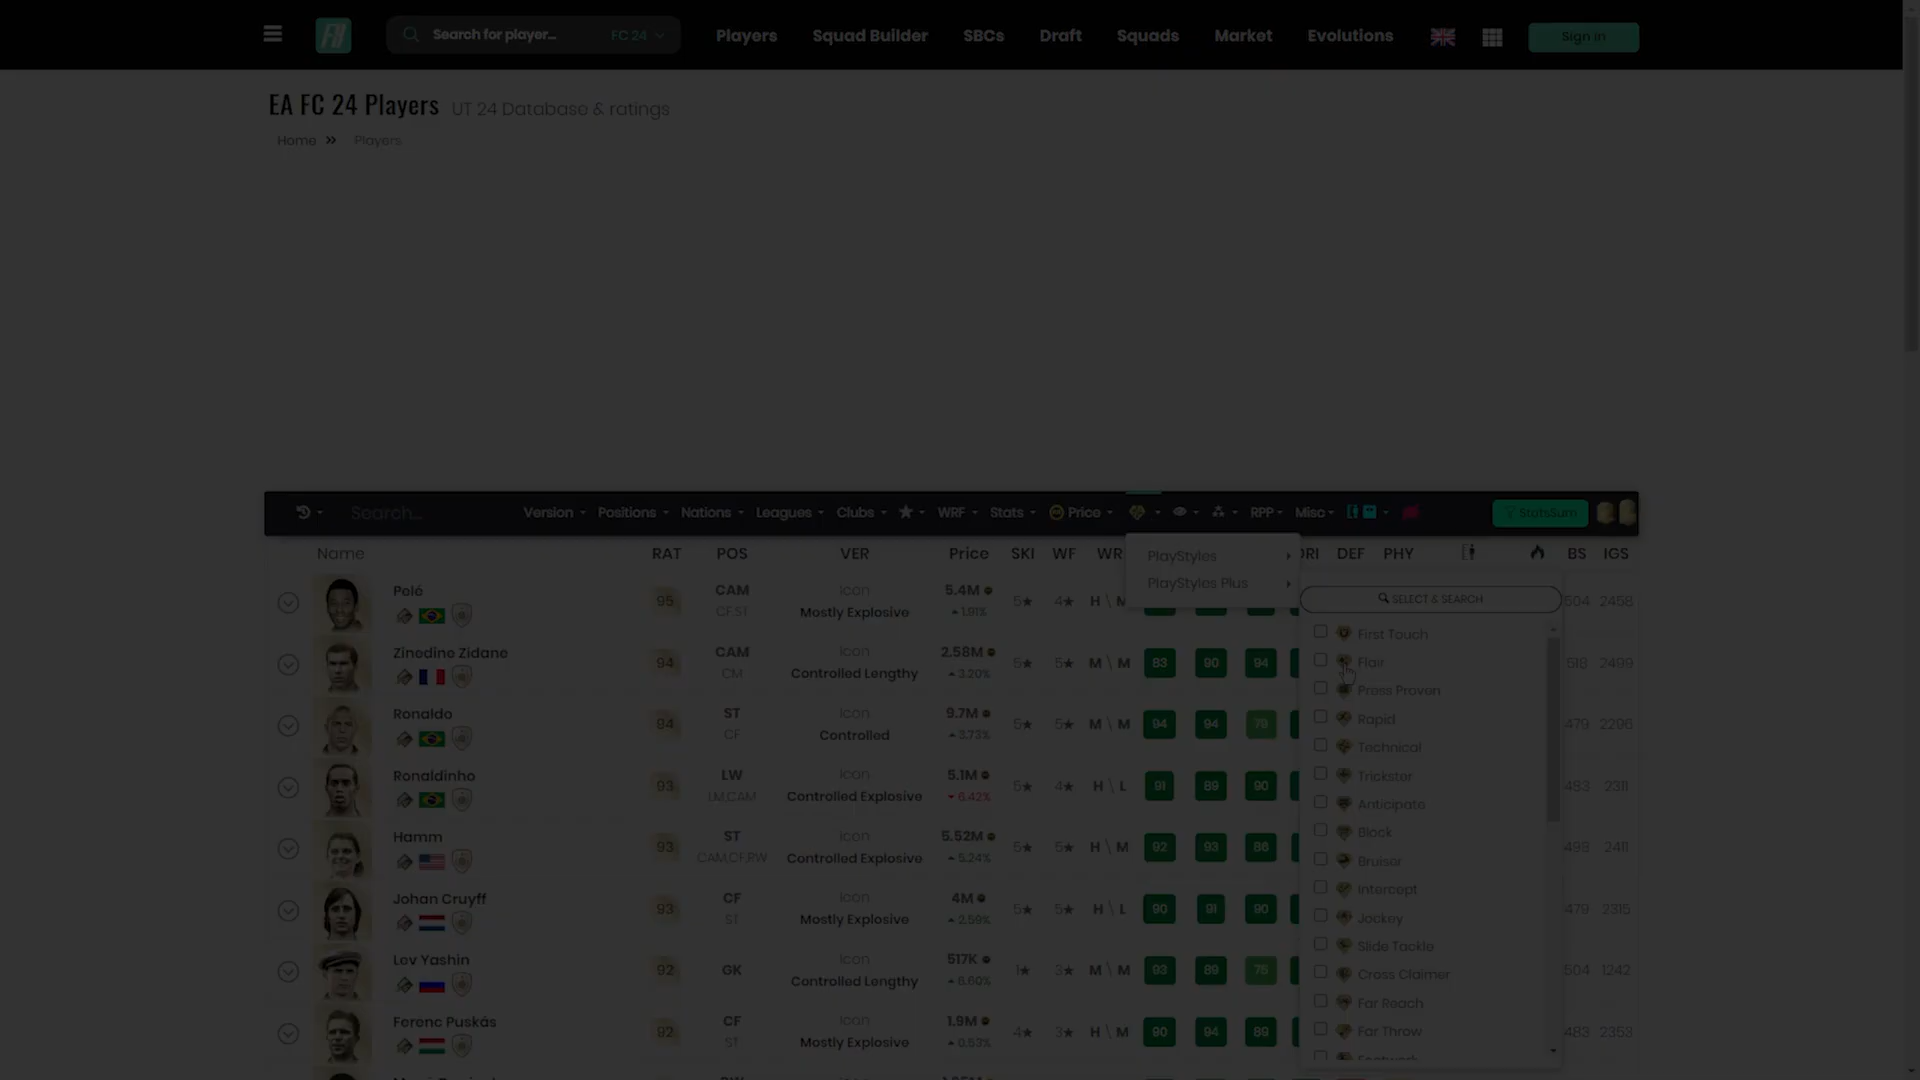 Search for player... FC 24 Players Squad Builder SBCs Draft Squads Market Evolutions Sign in
EA FC 24 Players UT 24 Database & ratings
Home » Players
Search... Version Positions Nations Leagues Clubs WRF Stats Price RPP Misc StatsSum
Name RAT POS VER Price SKI WF WR DRI DEF PHY BS IGS
PlayStyles
PlayStyles Plus
SELECT & SEARCH
First Touch
Flair
Press Proven
Rapid
Technical
Trickster
Anticipate
Block
Bruiser
Intercept
Jockey
Slide Tackle
Cross Claimer
Far Reach
Far Throw
Footwork
Pelé 95 CAM Icon 5.4M 5★ 4★ H \ M 504 2458
CF,ST Mostly Explosive 1.91%
Zinedine Zidane 94 CAM Icon 2.58M 5★ 5★ M \ M 83 90 94 518 2499
CM Controlled Lengthy 3.20%
Ronaldo 94 ST Icon 9.7M 5★ 5★ M \ M 94 94 79 479 2296
CF Controlled 3.73%
Ronaldinho 93 LW Icon 5.1M 5★ 4★ H \ L 91 89 90 483 2311
LM,CAM Controlled Explosive 6.42%
Hamm 93 ST Icon 5.52M 5★ 5★ H \ M 92 93 86 498 2411
CAM,CF,RW Controlled Explosive 5.24%
Johan Cruyff 93 CF Icon 4M 5★ 5★ H \ L 90 91 90 479 2315
ST Mostly Explosive 2.59%
Lev Yashin 92 GK Icon 517K 1★ 3★ M \ M 93 89 75 504 1242
Controlled Lengthy 8.60%
Ferenc Puskás 92 CF Icon 1.9M 4★ 3★ H \ M 90 94 89 483 2353
ST Mostly Explosive 0.53%